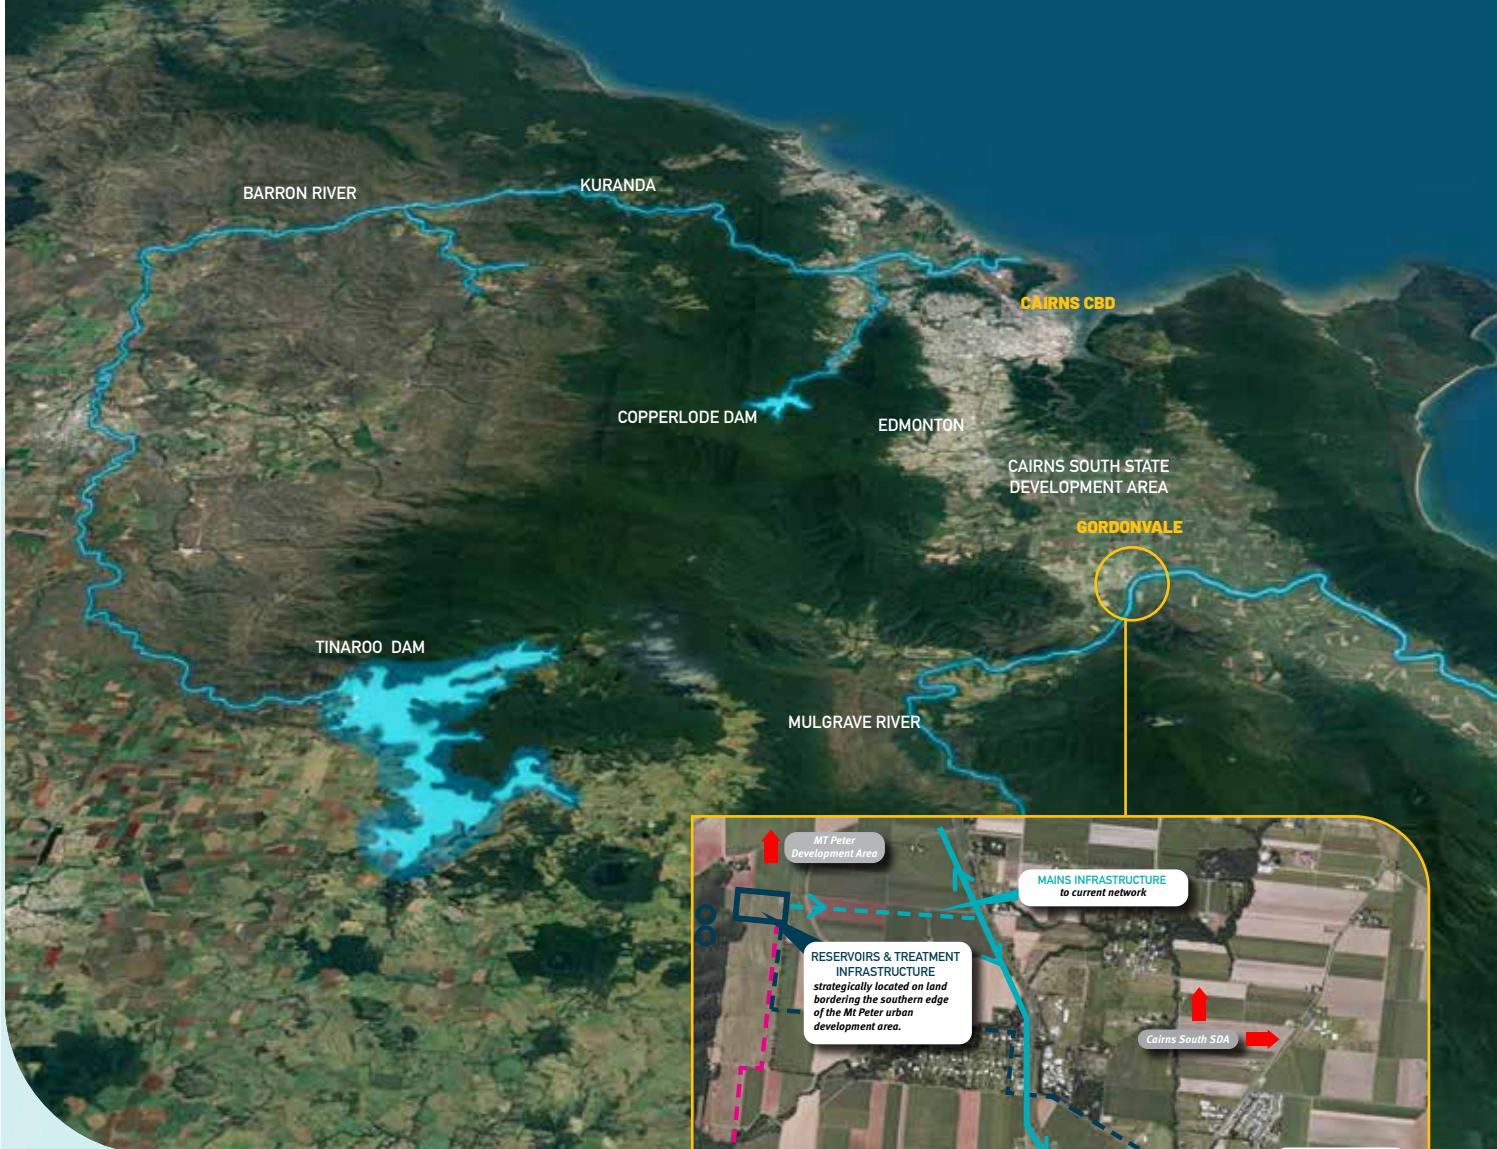 KURANDA
BARRON RIVER
CAIRNS CBD
COPPERLODE DAM
EDMONTON
CAIRNS SOUTH STATE
DEVELOPMENT AREA
GORDONVALE
TINAROO DAM
MULGRAVE RIVER
MT Peter
Development Area
MAINS INFRASTRUCTURE
to current network
RESERVOIRS & TREATMENT
INFRASTRUCTURE
strategically located on land
bordering the southern edge
of the Mt Peter urban
development area.
Cairns South SDA